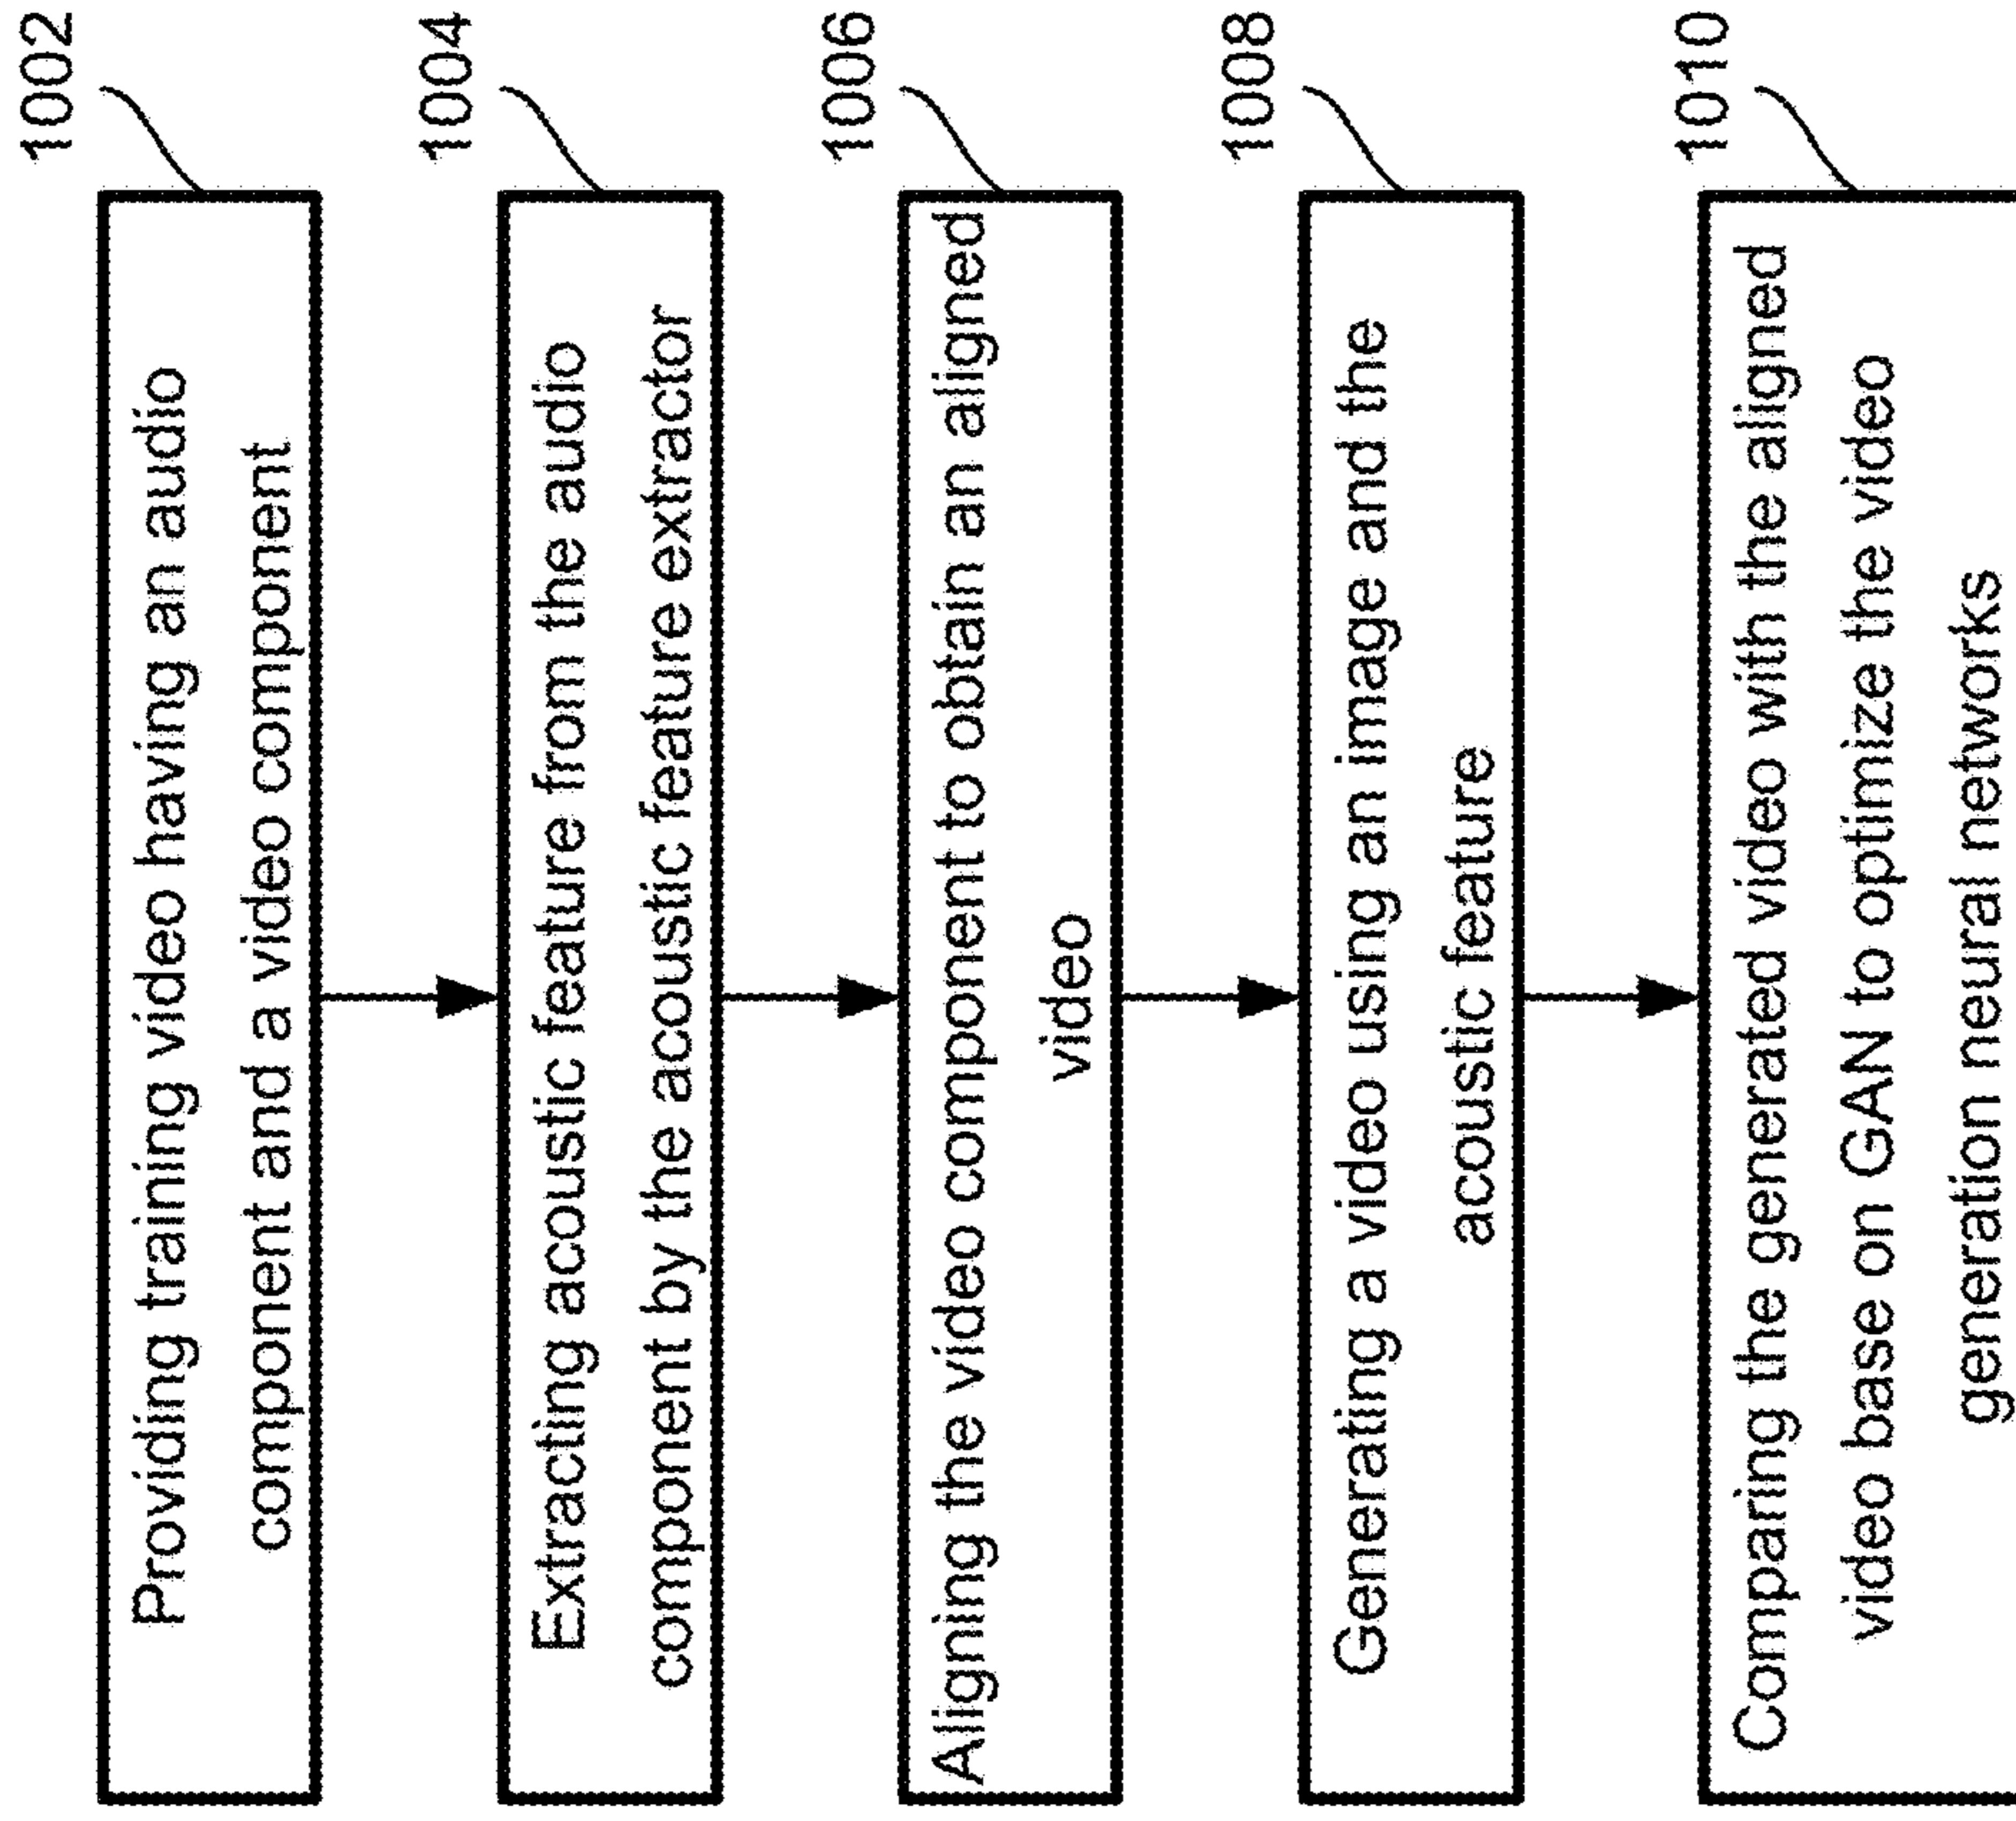 1002
Providing training video having an audio
component and a video component
1004
Extracting acoustic feature from the audio
component by the acoustic feature extractor
1006
Aligning the video component to obtain an aligned
video
1008
Generating a video using an image and the
acoustic feature
1010
Comparing the generated video with the aligned
video base on GAN to optimize the video
generation neural networks